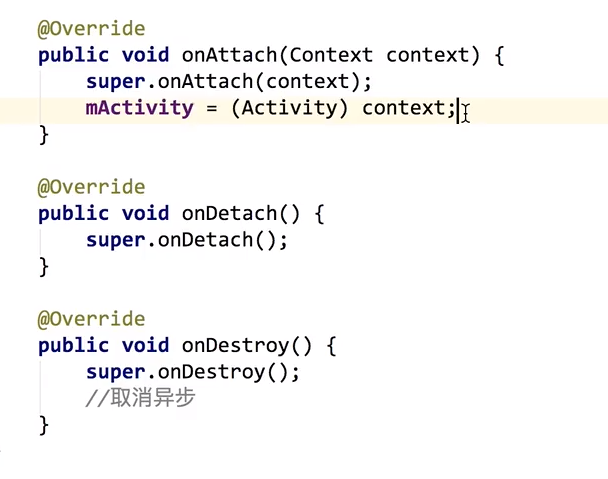 @Override
public void onAttach(Context context) {
super.onAttach(context);
mActivity = (Activity) context;
}
@Override
public void onDetach() {
super.onDetach();
}
@Override
public void onDestroy() {
super.onDestroy();
//取消异步
}